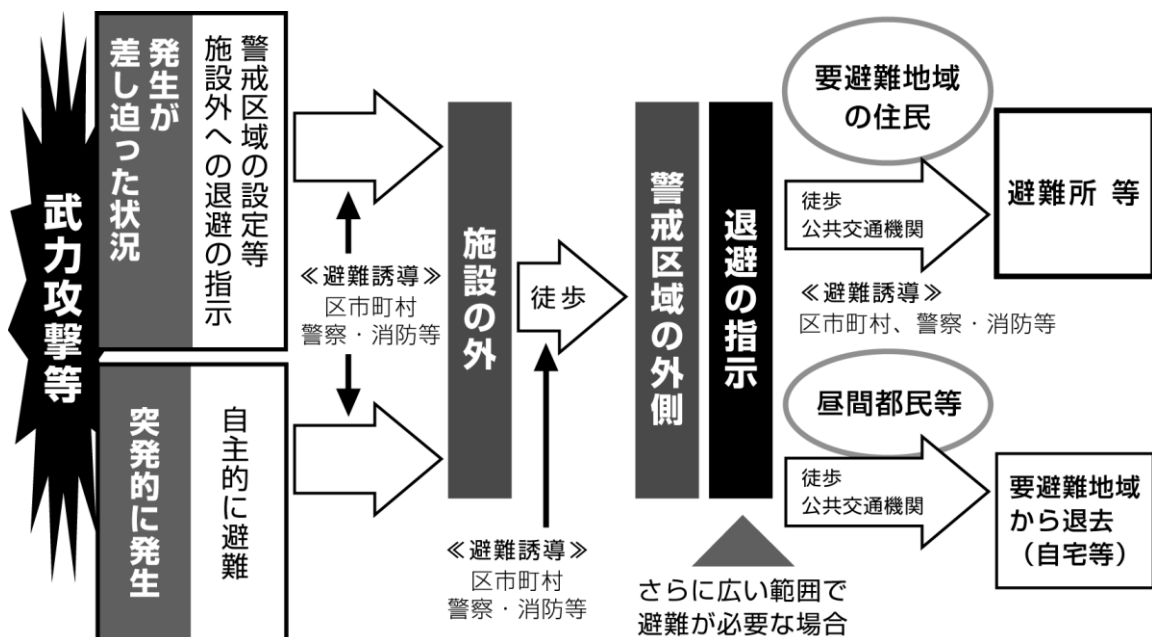 武力攻撃等
発生が
差し迫った状況
警戒区域の設定等
施設外への退避の指示
突発的に発生
自主的に避難
≪避難誘導≫
区市町村
警察・消防等
施設の外
徒歩
≪避難誘導≫
区市町村
警察・消防等
警戒区域の外側
退避の指示
さらに広い範囲で
避難が必要な場合
要避難地域
の住民
徒歩
公共交通機関
避難所 等
≪避難誘導≫
区市町村、警察・消防等
昼間都民等
徒歩
公共交通機関
要避難地域
から退去
（自宅等）